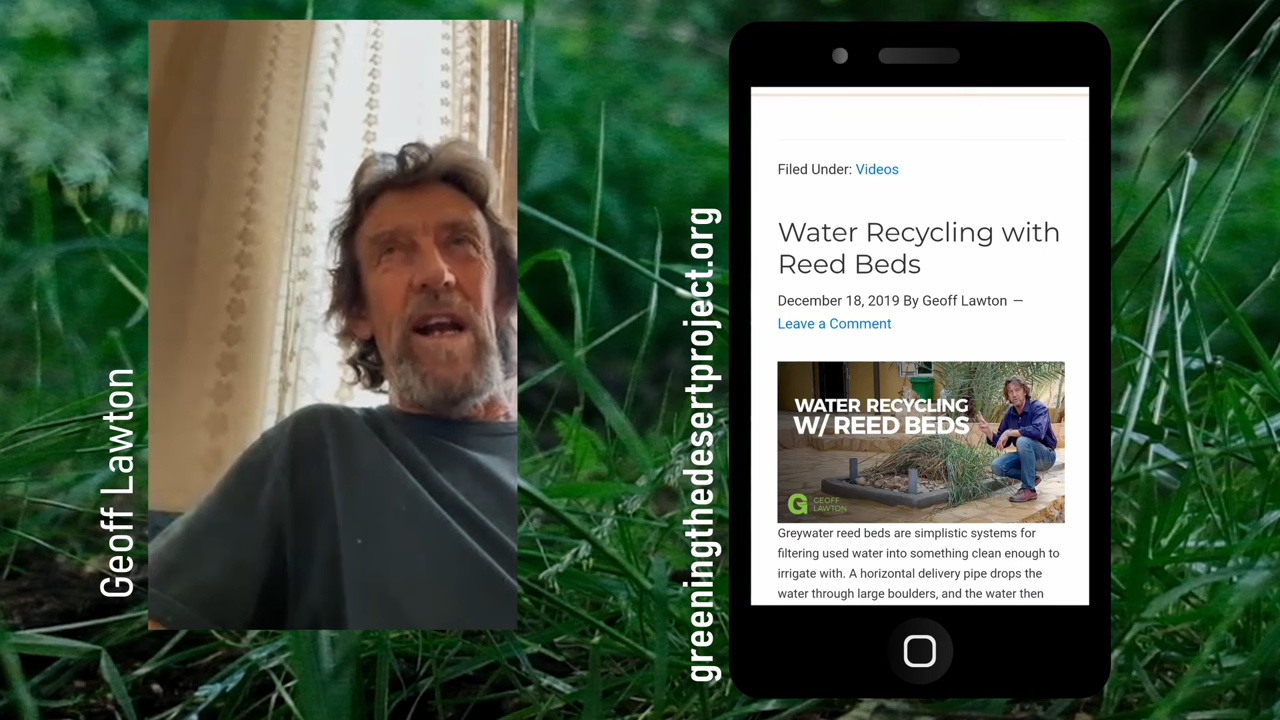 Geoff Lawton
greeningthedesertproject.org
Filed Under: Videos
Water Recycling with
Reed Beds
December 18, 2019 By Geoff Lawton —
Leave a Comment
WATER RECYCLING
W/ REED BEDS
G GEOFF
LAWTON
Greywater reed beds are simplistic systems for
filtering used water into something clean enough to
irrigate with. A horizontal delivery pipe drops the
water through large boulders, and the water then